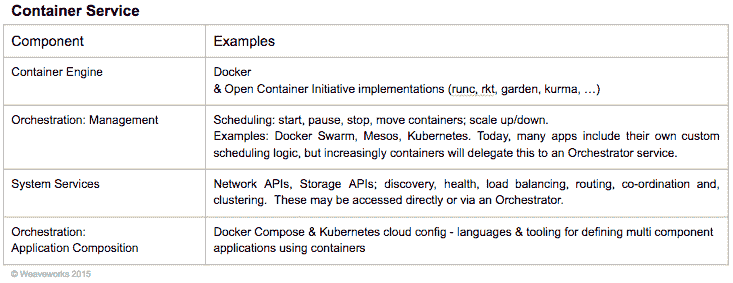 Container Service
Component
Examples
Container Engine
Docker
& Open Container Initiative implementations (runc, rkt, garden, kurma, …)
Orchestration: Management
Scheduling: start, pause, stop, move containers; scale up/down.
Examples: Docker Swarm, Mesos, Kubernetes. Today, many apps include their own custom
scheduling logic, but increasingly containers will delegate this to an Orchestrator service.
System Services
Network APIs, Storage APIs; discovery, health, load balancing, routing, co-ordination and,
clustering. These may be accessed directly or via an Orchestrator.
Orchestration:
Application Composition
Docker Compose & Kubernetes cloud config - languages & tooling for defining multi component
applications using containers
© Weaveworks 2015